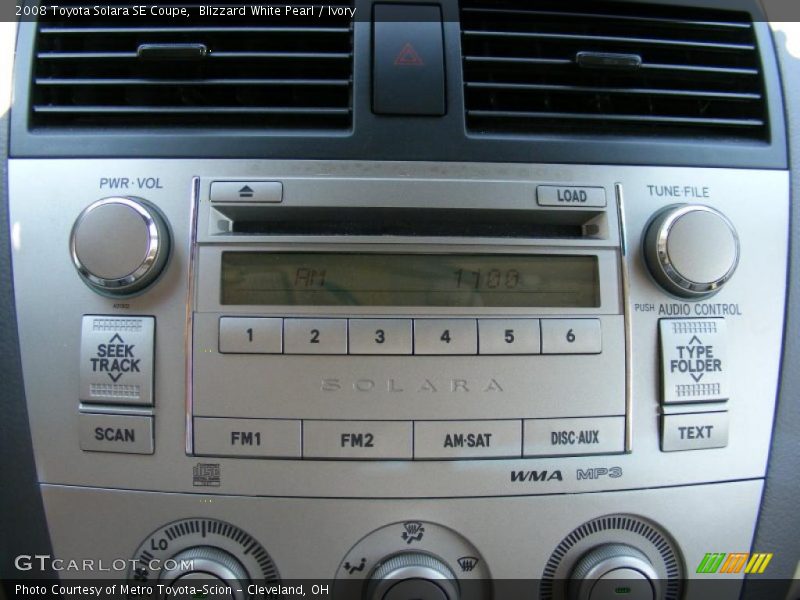 2008 Toyota Solara SE Coupe,  Blizzard White Pearl / Ivory
PWR·VOL
LOAD
TUNE·FILE
AM 1100
PUSH AUDIO CONTROL
1 2 3 4 5 6
SEEK
TRACK
TYPE
FOLDER
SOLARA
SCAN
FM1 FM2 AM·SAT DISC·AUX
TEXT
disc
WMA MP3
LO
GTCARLOT.COM
Photo Courtesy of Metro Toyota-Scion - Cleveland, OH